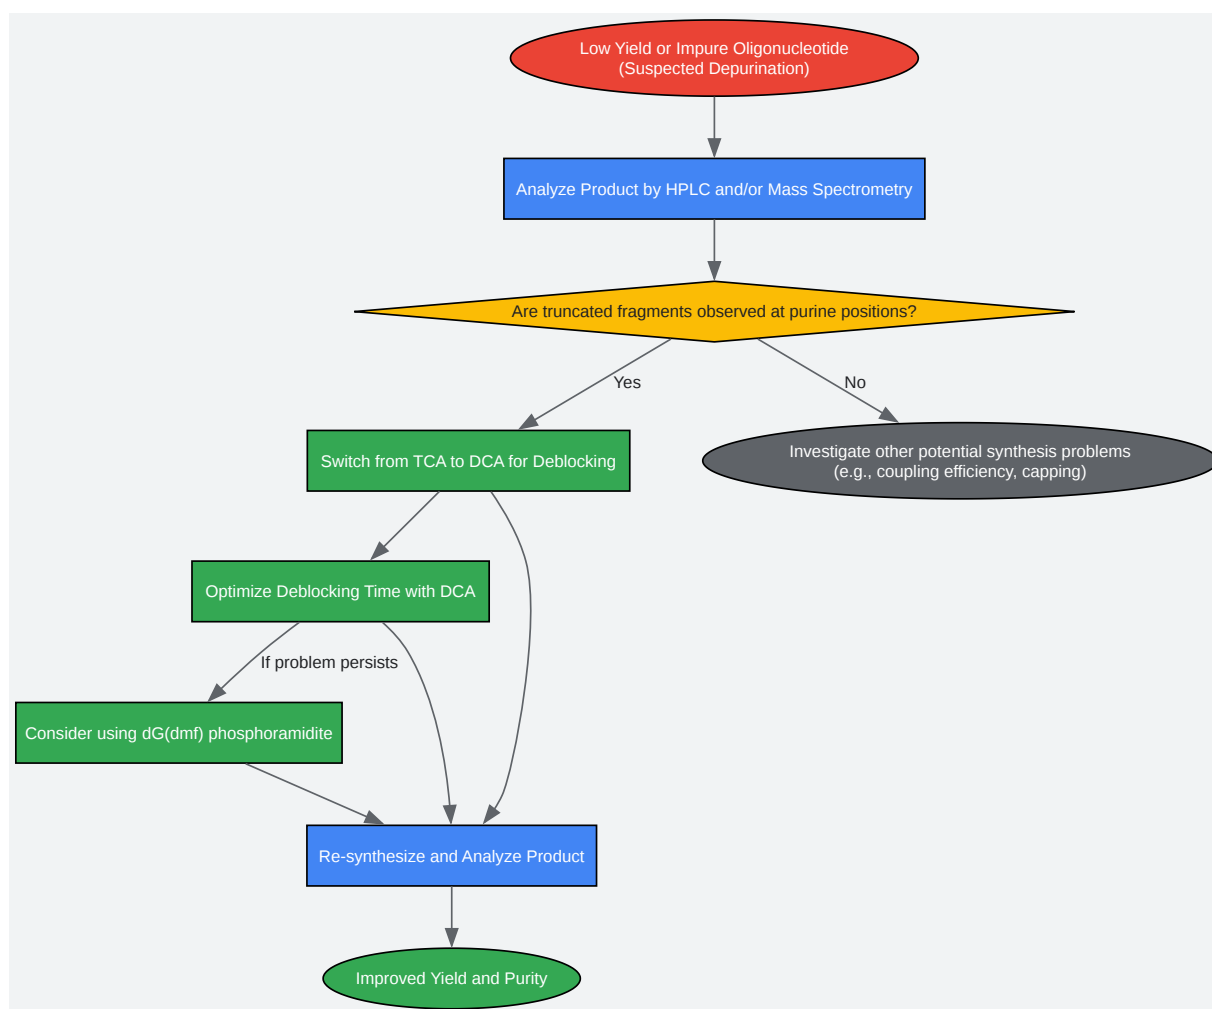 Low Yield or Impure Oligonucleotide
(Suspected Depurination)
Analyze Product by HPLC and/or Mass Spectrometry
Are truncated fragments observed at purine positions?
Yes
No
Switch from TCA to DCA for Deblocking
Investigate other potential synthesis problems
(e.g., coupling efficiency, capping)
Optimize Deblocking Time with DCA
If problem persists
Consider using dG(dmf) phosphoramidite
Re-synthesize and Analyze Product
Improved Yield and Purity